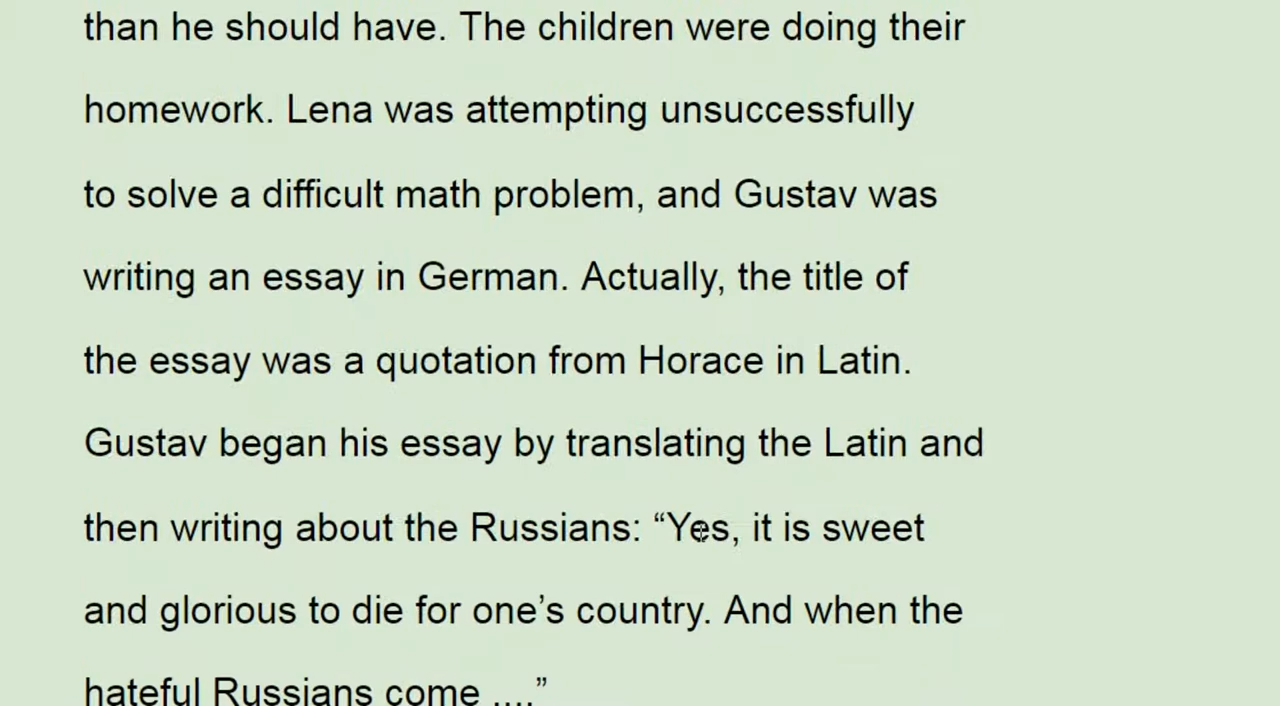 than he should have. The children were doing their
homework. Lena was attempting unsuccessfully
to solve a difficult math problem, and Gustav was
writing an essay in German. Actually, the title of
the essay was a quotation from Horace in Latin.
Gustav began his essay by translating the Latin and
then writing about the Russians: “Yes, it is sweet
and glorious to die for one’s country. And when the
hateful Russians come ....”